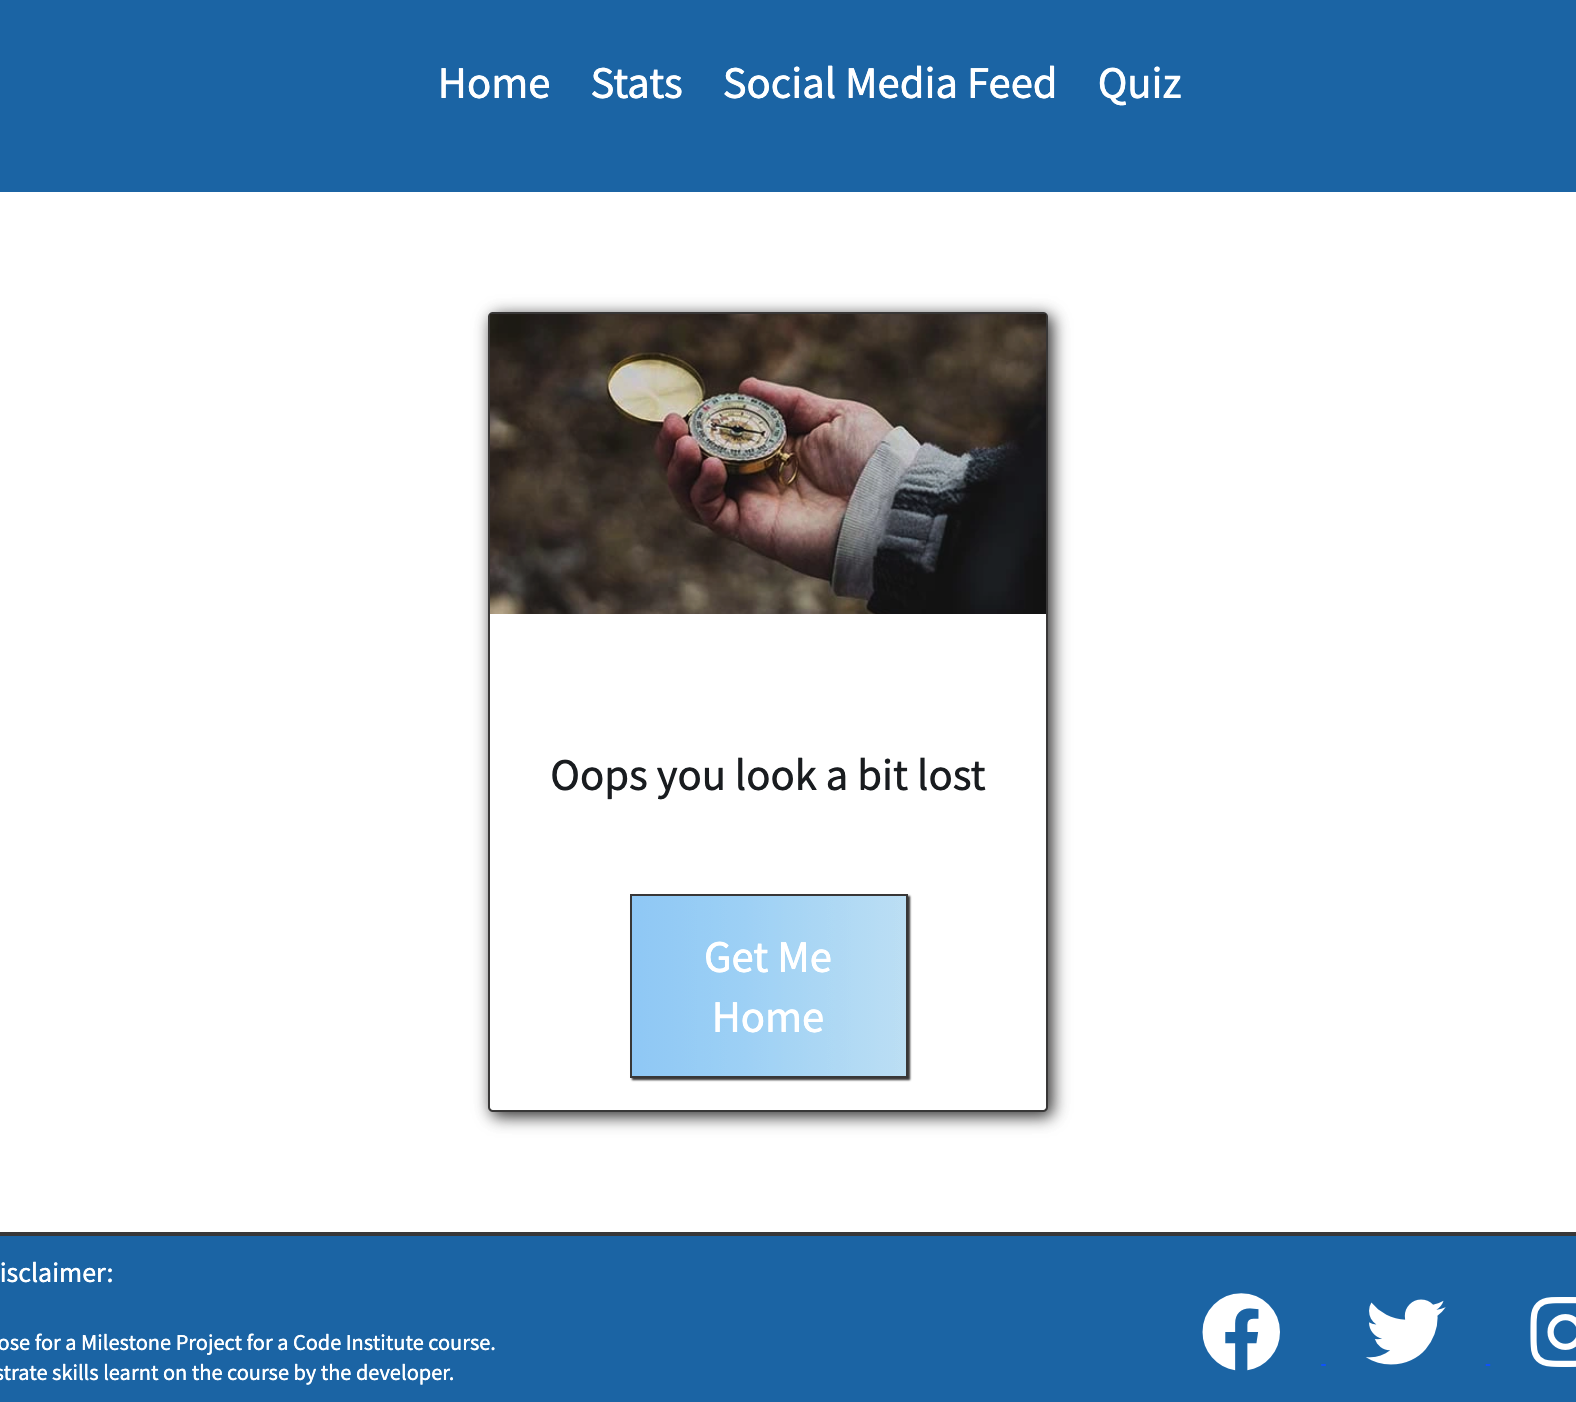 Home Stats Social Media Feed Quiz
Oops you look a bit lost
Get Me
Home
isclaimer:
ose for a Milestone Project for a Code Institute course.
strate skills learnt on the course by the developer.